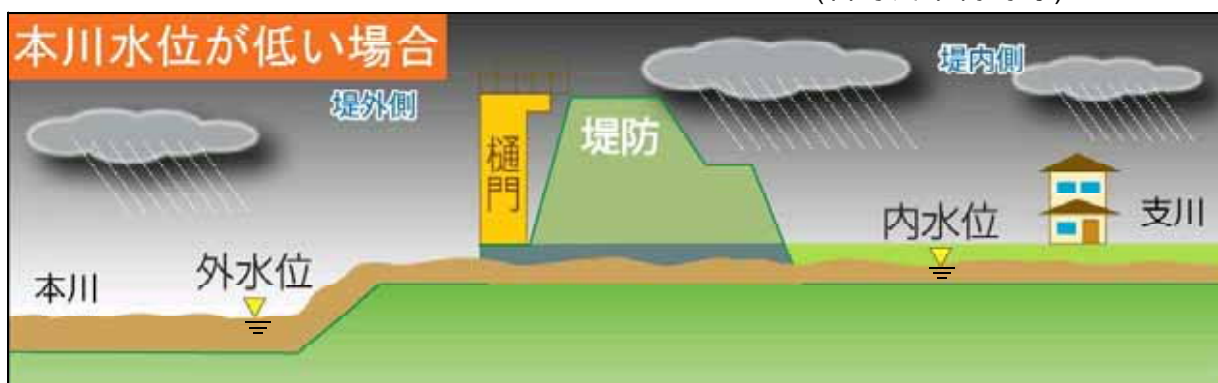 本川水位が低い場合
堤外側
堤内側
樋門
堤防
内水位
支川
外水位
本川